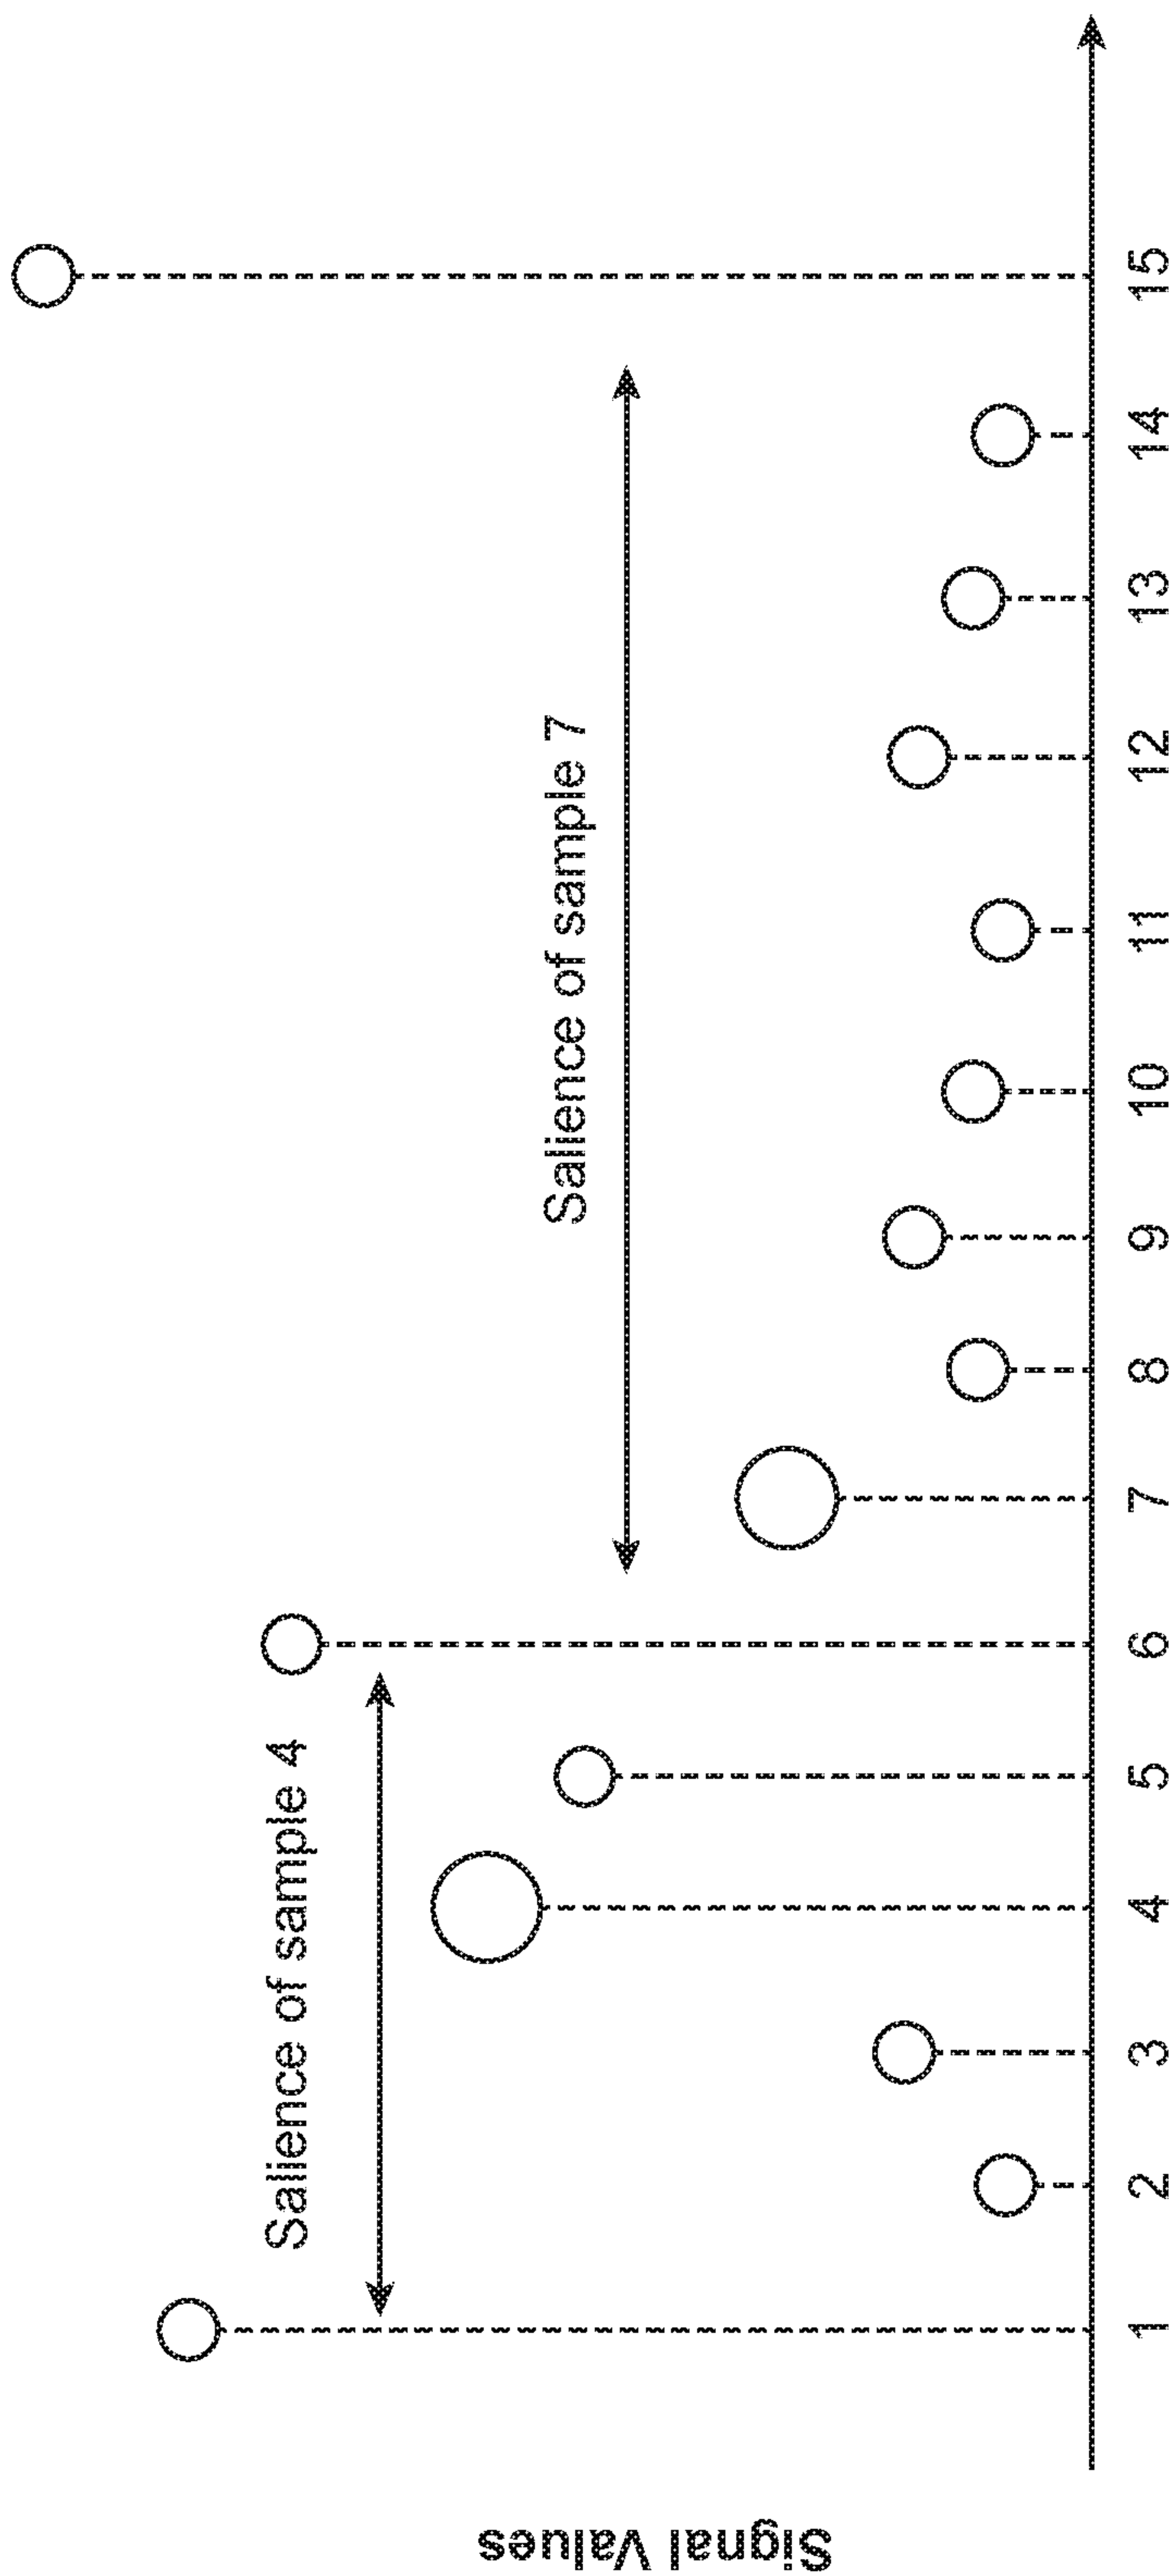 Signal Values
Salience of sample 4
Salience of sample 7
1 2 3 4 5 6 7 8 9 10 11 12 13 14 15